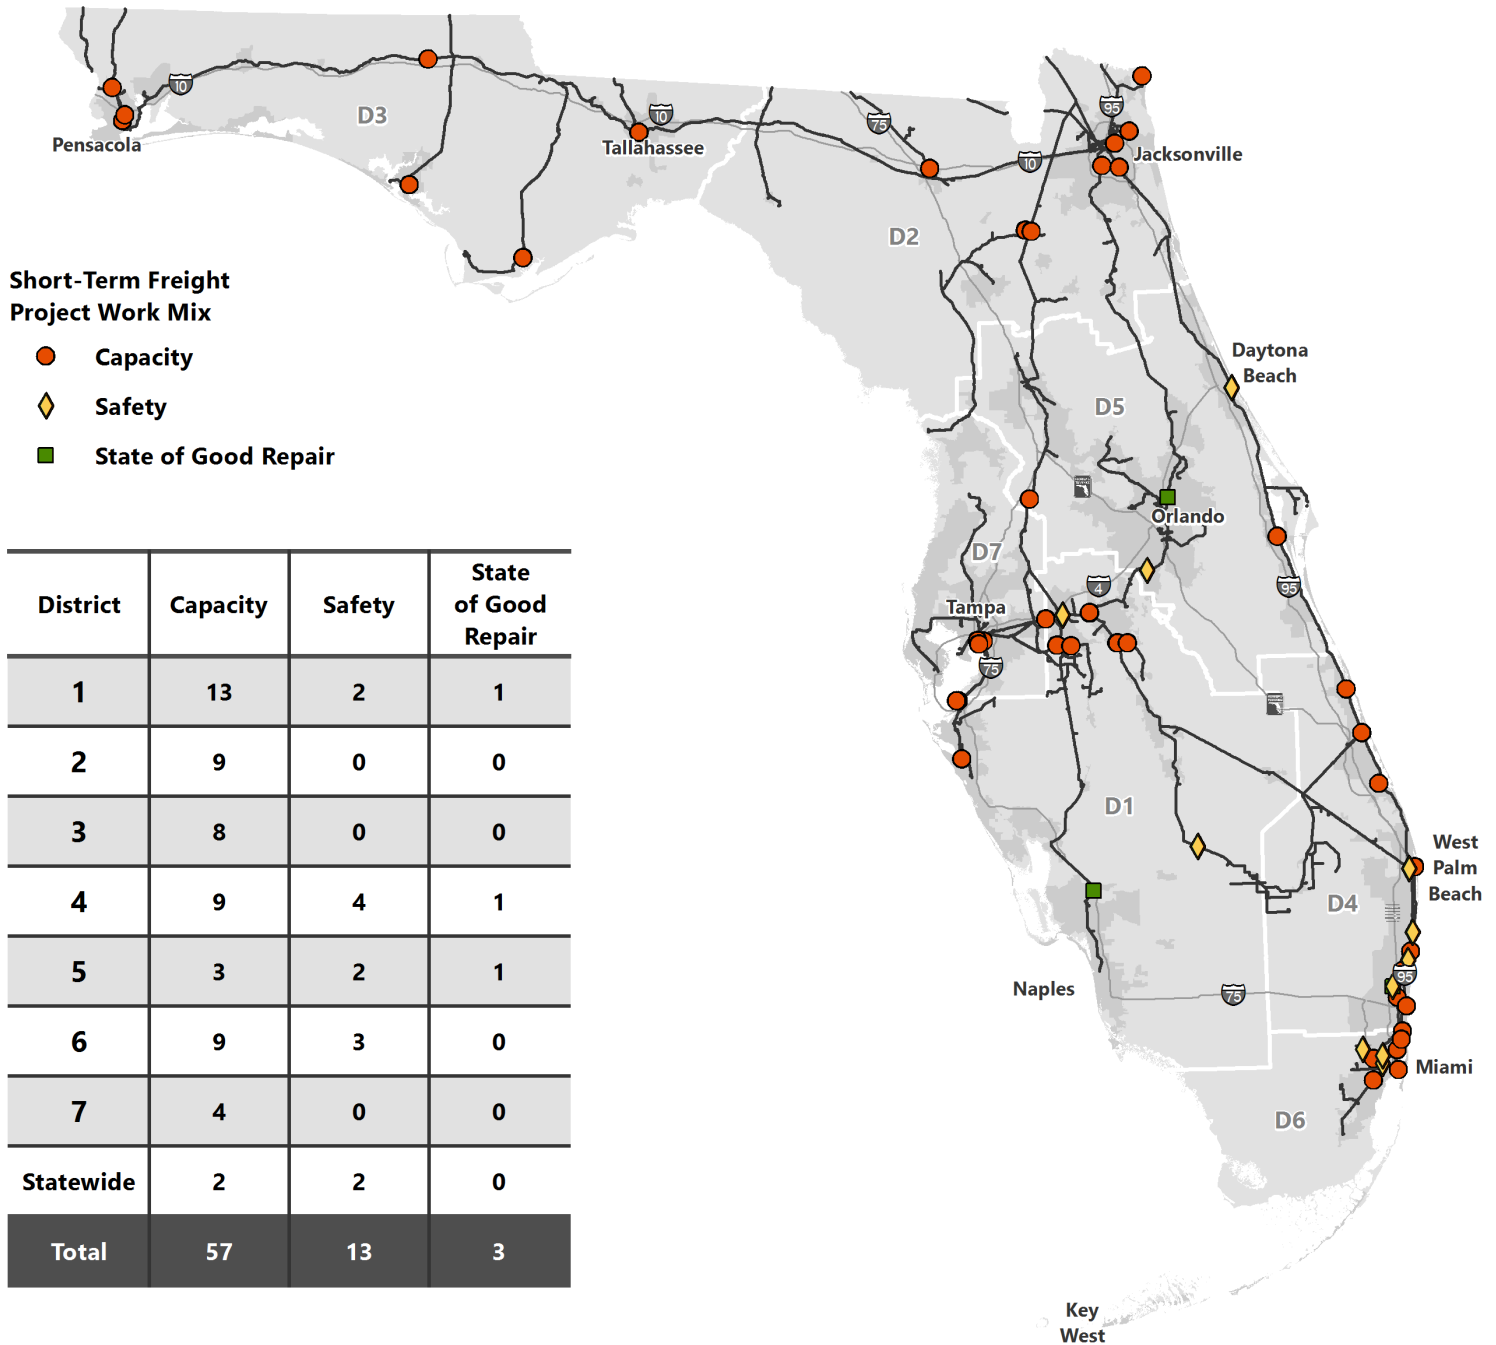 10
D3
Pensacola
10
Tallahassee
75
10
95
Jacksonville
D2
Short-Term Freight
Project Work Mix
Capacity
Safety
State of Good Repair
Daytona
Beach
D5
Orlando
D7
4
95
Tampa
75
D1
West
Palm
Beach
D4
95
Naples
75
Miami
D6
Key
West
District Capacity Safety State of Good Repair
1 13 2 1
2 9 0 0
3 8 0 0
4 9 4 1
5 3 2 1
6 9 3 0
7 4 0 0
Statewide 2 2 0
Total 57 13 3